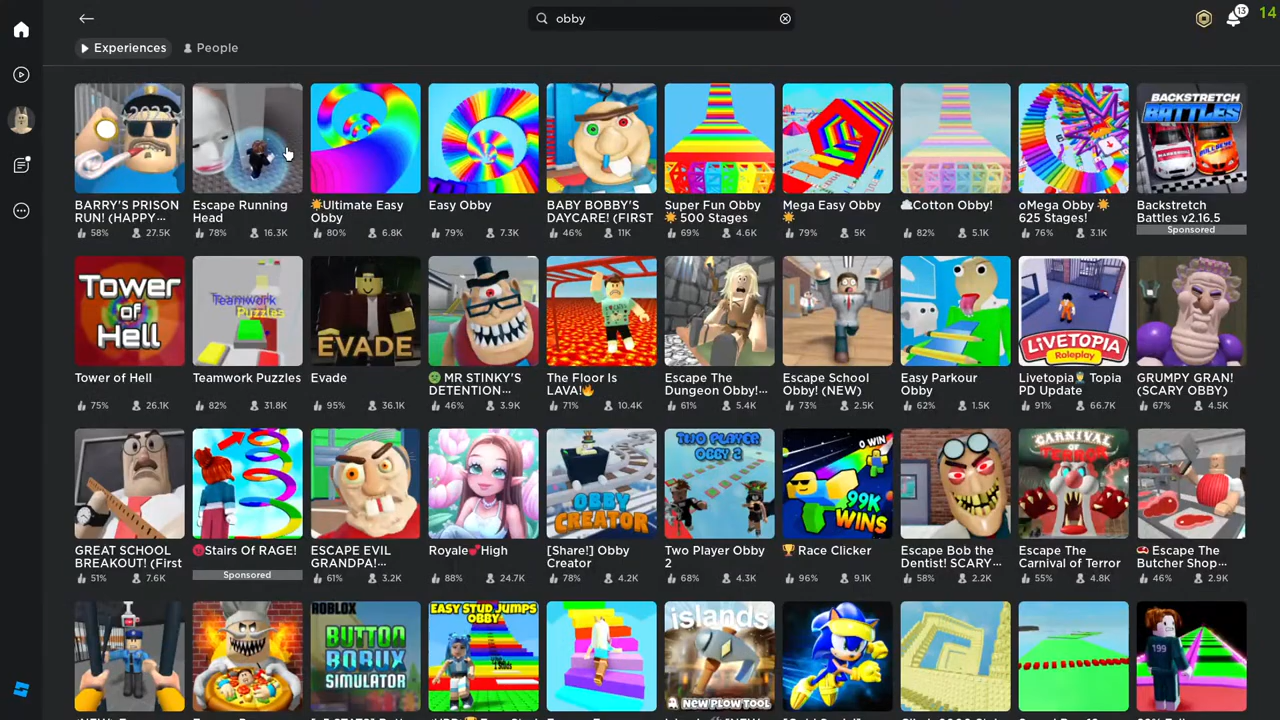 obby
13
14
Experiences
People
2023
BARRY'S PRISON
RUN! (HAPPY...
58% 27.5K
Escape Running
Head
78% 16.3K
Ultimate Easy
Obby
80% 6.8K
Easy Obby
79% 7.3K
BABY BOBBY'S
DAYCARE! (FIRST
46% 11K
Super Fun Obby
500 Stages
69% 4.6K
Mega Easy Obby
79% 5K
Cotton Obby!
82% 5.1K
oMega Obby
625 Stages!
76% 3.1K
BACKSTRETCH
BATTLES
Backstretch
Battles v2.16.5
Sponsored
Tower
of
Hell
Tower of Hell
75% 26.1K
Teamwork
Puzzles
Teamwork Puzzles
82% 31.8K
EVADE
Evade
95% 36.1K
MR STINKY'S
DETENTION...
46% 3.9K
The Floor Is
LAVA!
71% 10.4K
Escape The
Dungeon Obby!...
61% 5.4K
Escape School
Obby! (NEW)
73% 2.5K
Easy Parkour
Obby
62% 1.5K
LIVETOPIA
Roleplay
Livetopia Topia
PD Update
91% 66.7K
GRUMPY GRAN!
(SCARY OBBY)
67% 4.5K
GREAT SCHOOL
BREAKOUT! (First
51% 7.6K
Stairs Of RAGE!
Sponsored
ESCAPE EVIL
GRANDPA!...
61% 3.2K
Royale High
88% 24.7K
OBBY
CREATOR
[Share!] Obby
Creator
78% 4.2K
TWO PLAYER
OBBY 2
Two Player Obby
2
68% 4.3K
0 WIN
99K
WINS
Race Clicker
96% 9.1K
Escape Bob the
Dentist! SCARY...
58% 2.2K
CARNIVAL
OF
TERROR
Escape The
Carnival of Terror
55% 4.8K
Escape The
Butcher Shop...
46% 2.9K
ROBLOX
BUTTON
ROBUX
SIMULATOR
EASY STUD JUMPS
OBBY
islands
NEW PLOW TOOL
199